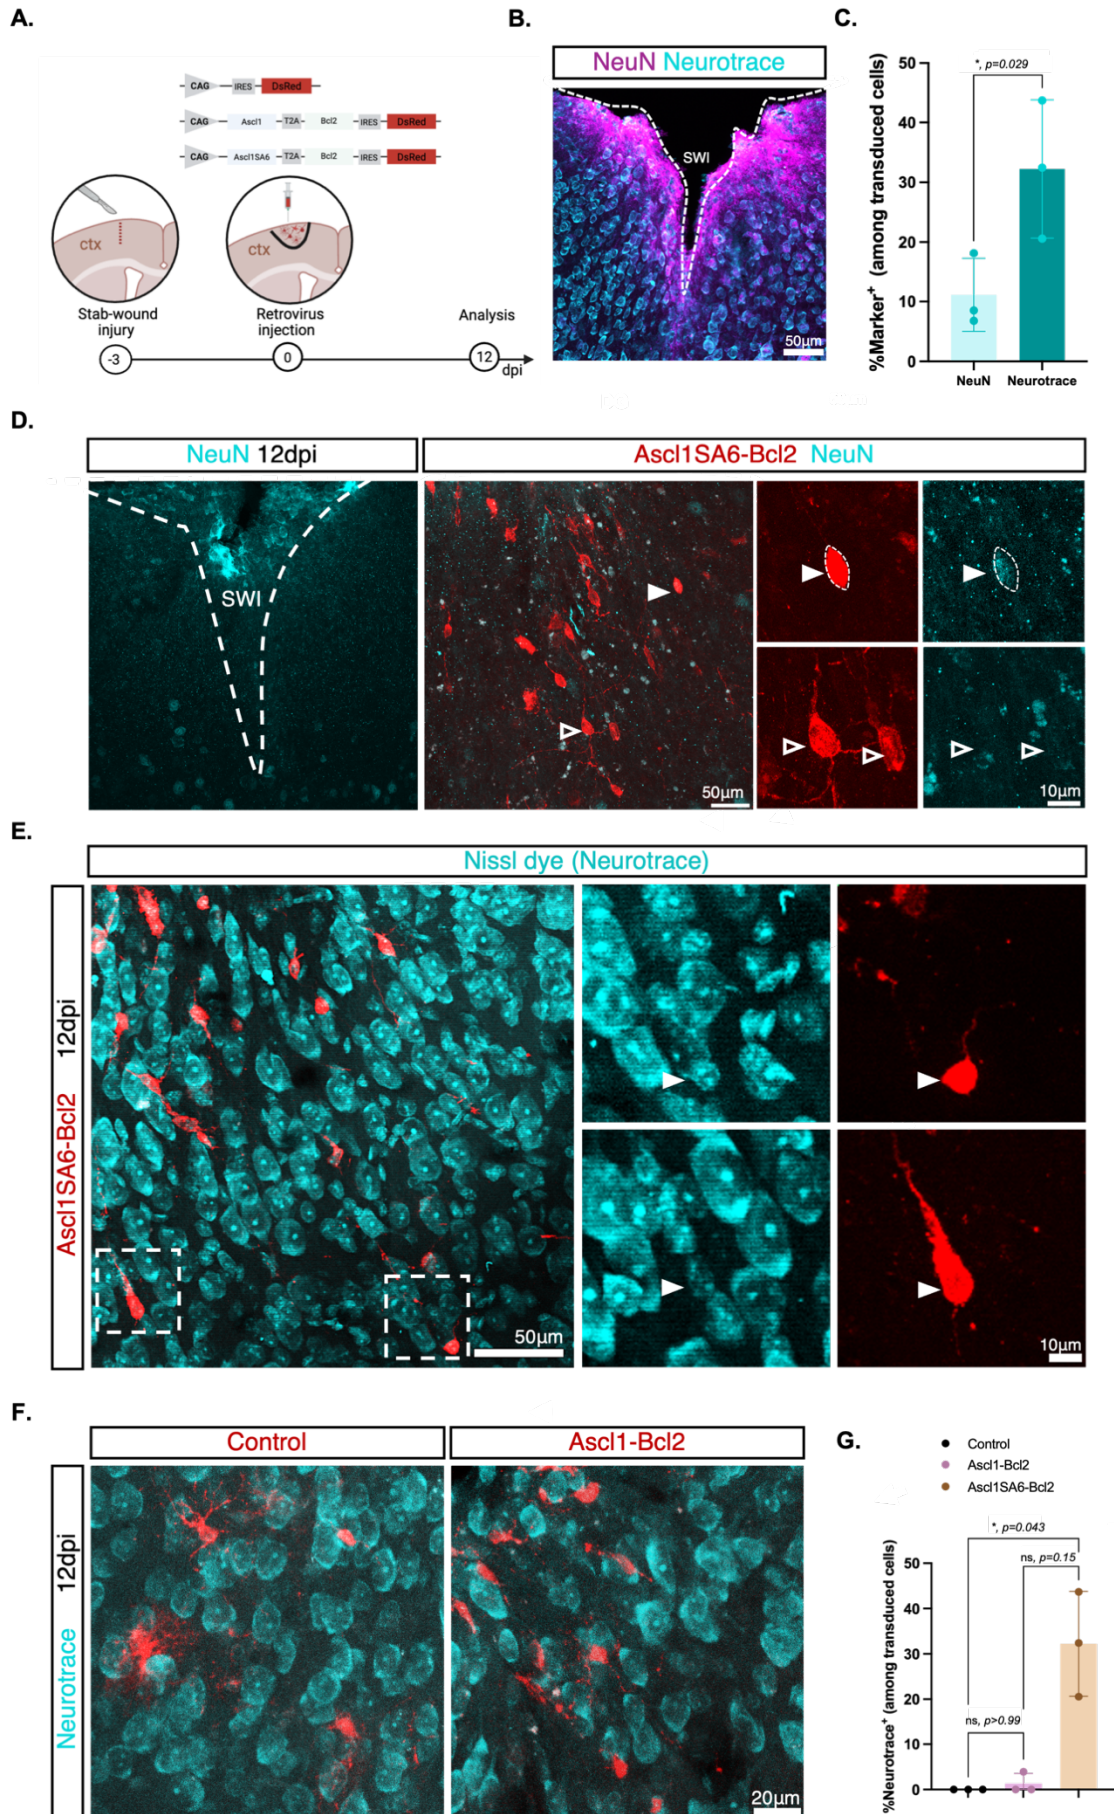 A.
CAG IRES DsRed
CAG Ascl1 T2A Bcl2 IRES DsRed
CAG Ascl1SA6 T2A Bcl2 IRES DsRed
ctx
ctx
Stab-wound
injury
Retrovirus
injection
Analysis
-3
0
12
dpi
B.
NeuN Neurotrace
SWI
50µm
C.
*, p=0.029
%Marker+ (among transduced cells)
50
40
30
20
10
0
NeuN
Neurotrace
D.
NeuN 12dpi
SWI
Ascl1SA6-Bcl2 NeuN
50µm
10µm
E.
Nissl dye (Neurotrace)
Ascl1SA6-Bcl2 12dpi
50µm
10µm
F.
Control
Ascl1-Bcl2
Neurotrace 12dpi
20µm
G.
Control
Ascl1-Bcl2
Ascl1SA6-Bcl2
*, p=0.043
ns, p=0.15
ns, p>0.99
%Neurotrace+ (among transduced cells)
50
40
30
20
10
0